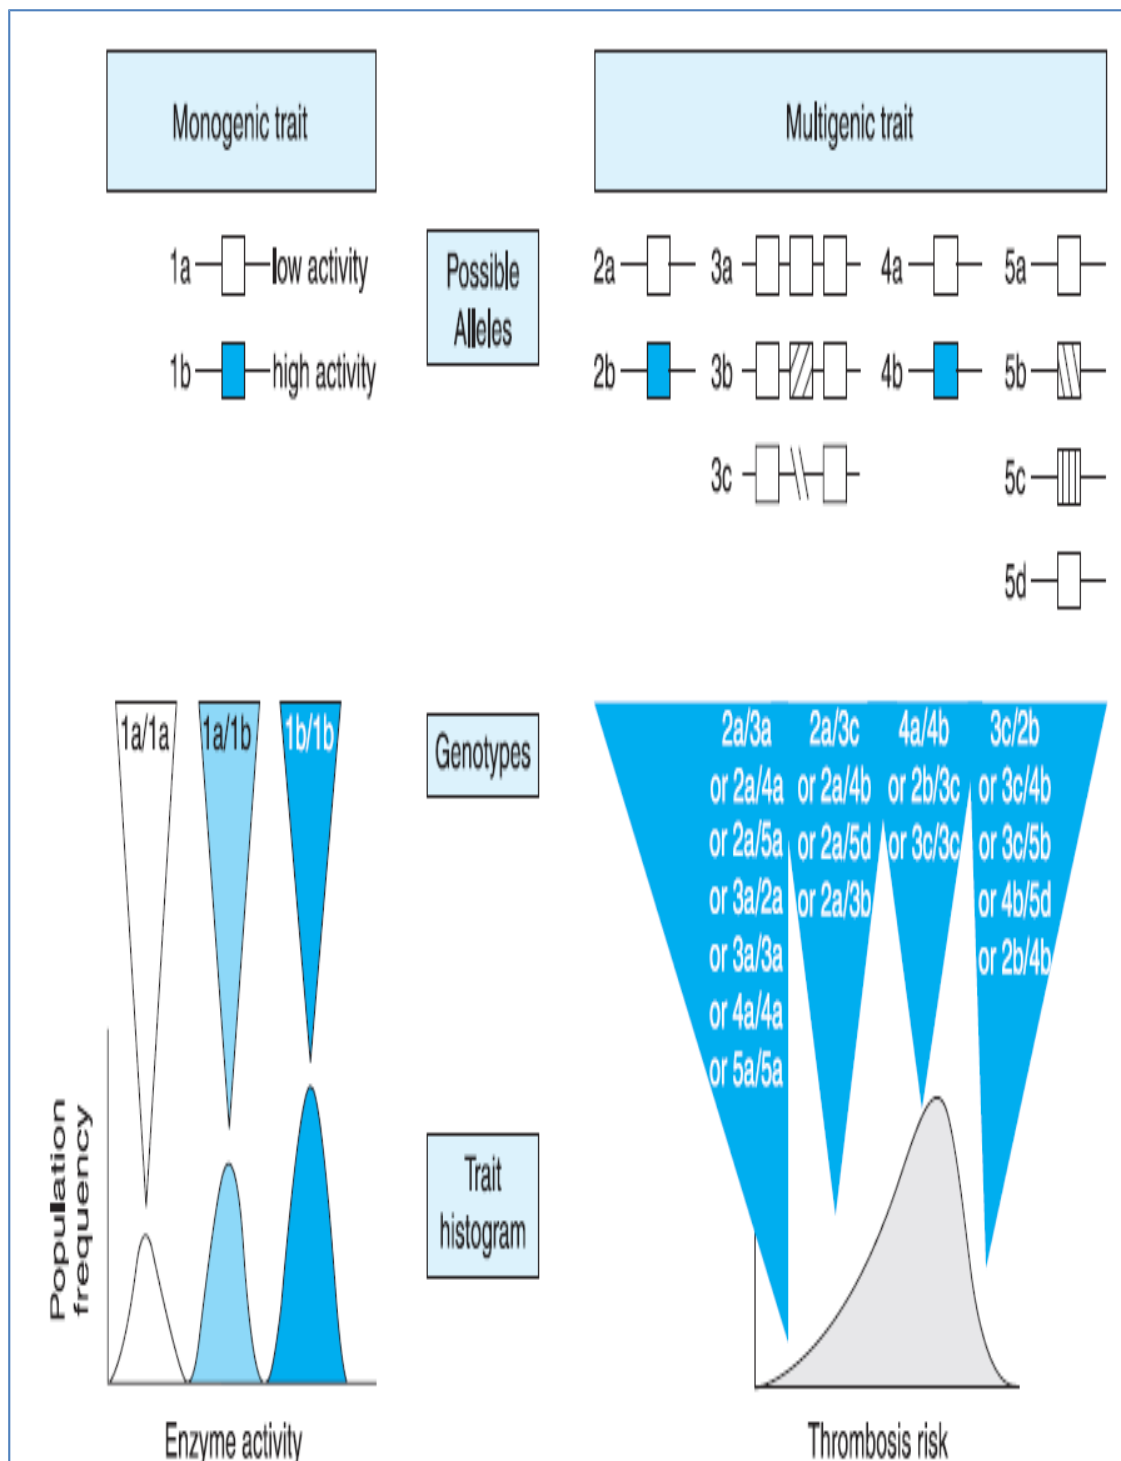 Monogenic trait
Multigenic trait
1a
low activity
1b
high activity
Possible
Alleles
2a
3a
4a
5a
2b
3b
4b
5b
3c
5c
5d
1a/1a
1a/1b
1b/1b
Genotypes
2a/3a
or 2a/4a
or 2a/5a
or 3a/2a
or 3a/3a
or 4a/4a
or 5a/5a
2a/3c
or 2a/4b
or 2a/5d
or 2a/3b
4a/4b
or 2b/3c
or 3c/3c
3c/2b
or 3c/4b
or 3c/5b
or 4b/5d
or 2b/4b
Population
frequency
Trait
histogram
Enzyme activity
Thrombosis risk